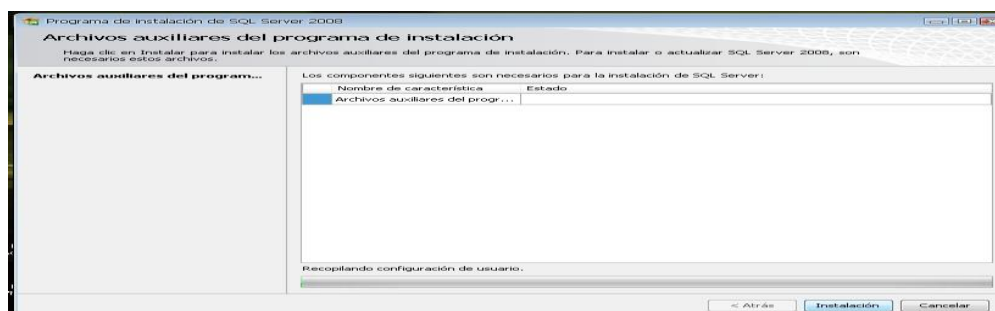 Programa de instalación de SQL Server 2008
Archivos auxiliares del programa de instalación
Haga clic en Instalar para instalar los archivos auxiliares del programa de instalación. Para instalar o actualizar SQL Server 2008, son
necesarios estos archivos.
Archivos auxiliares del program...
Los componentes siguientes son necesarios para la instalación de SQL Server:
Nombre de característica Estado
Archivos auxiliares del progr...
Recopilando configuración de usuario.
< Atrás Instalación Cancelar